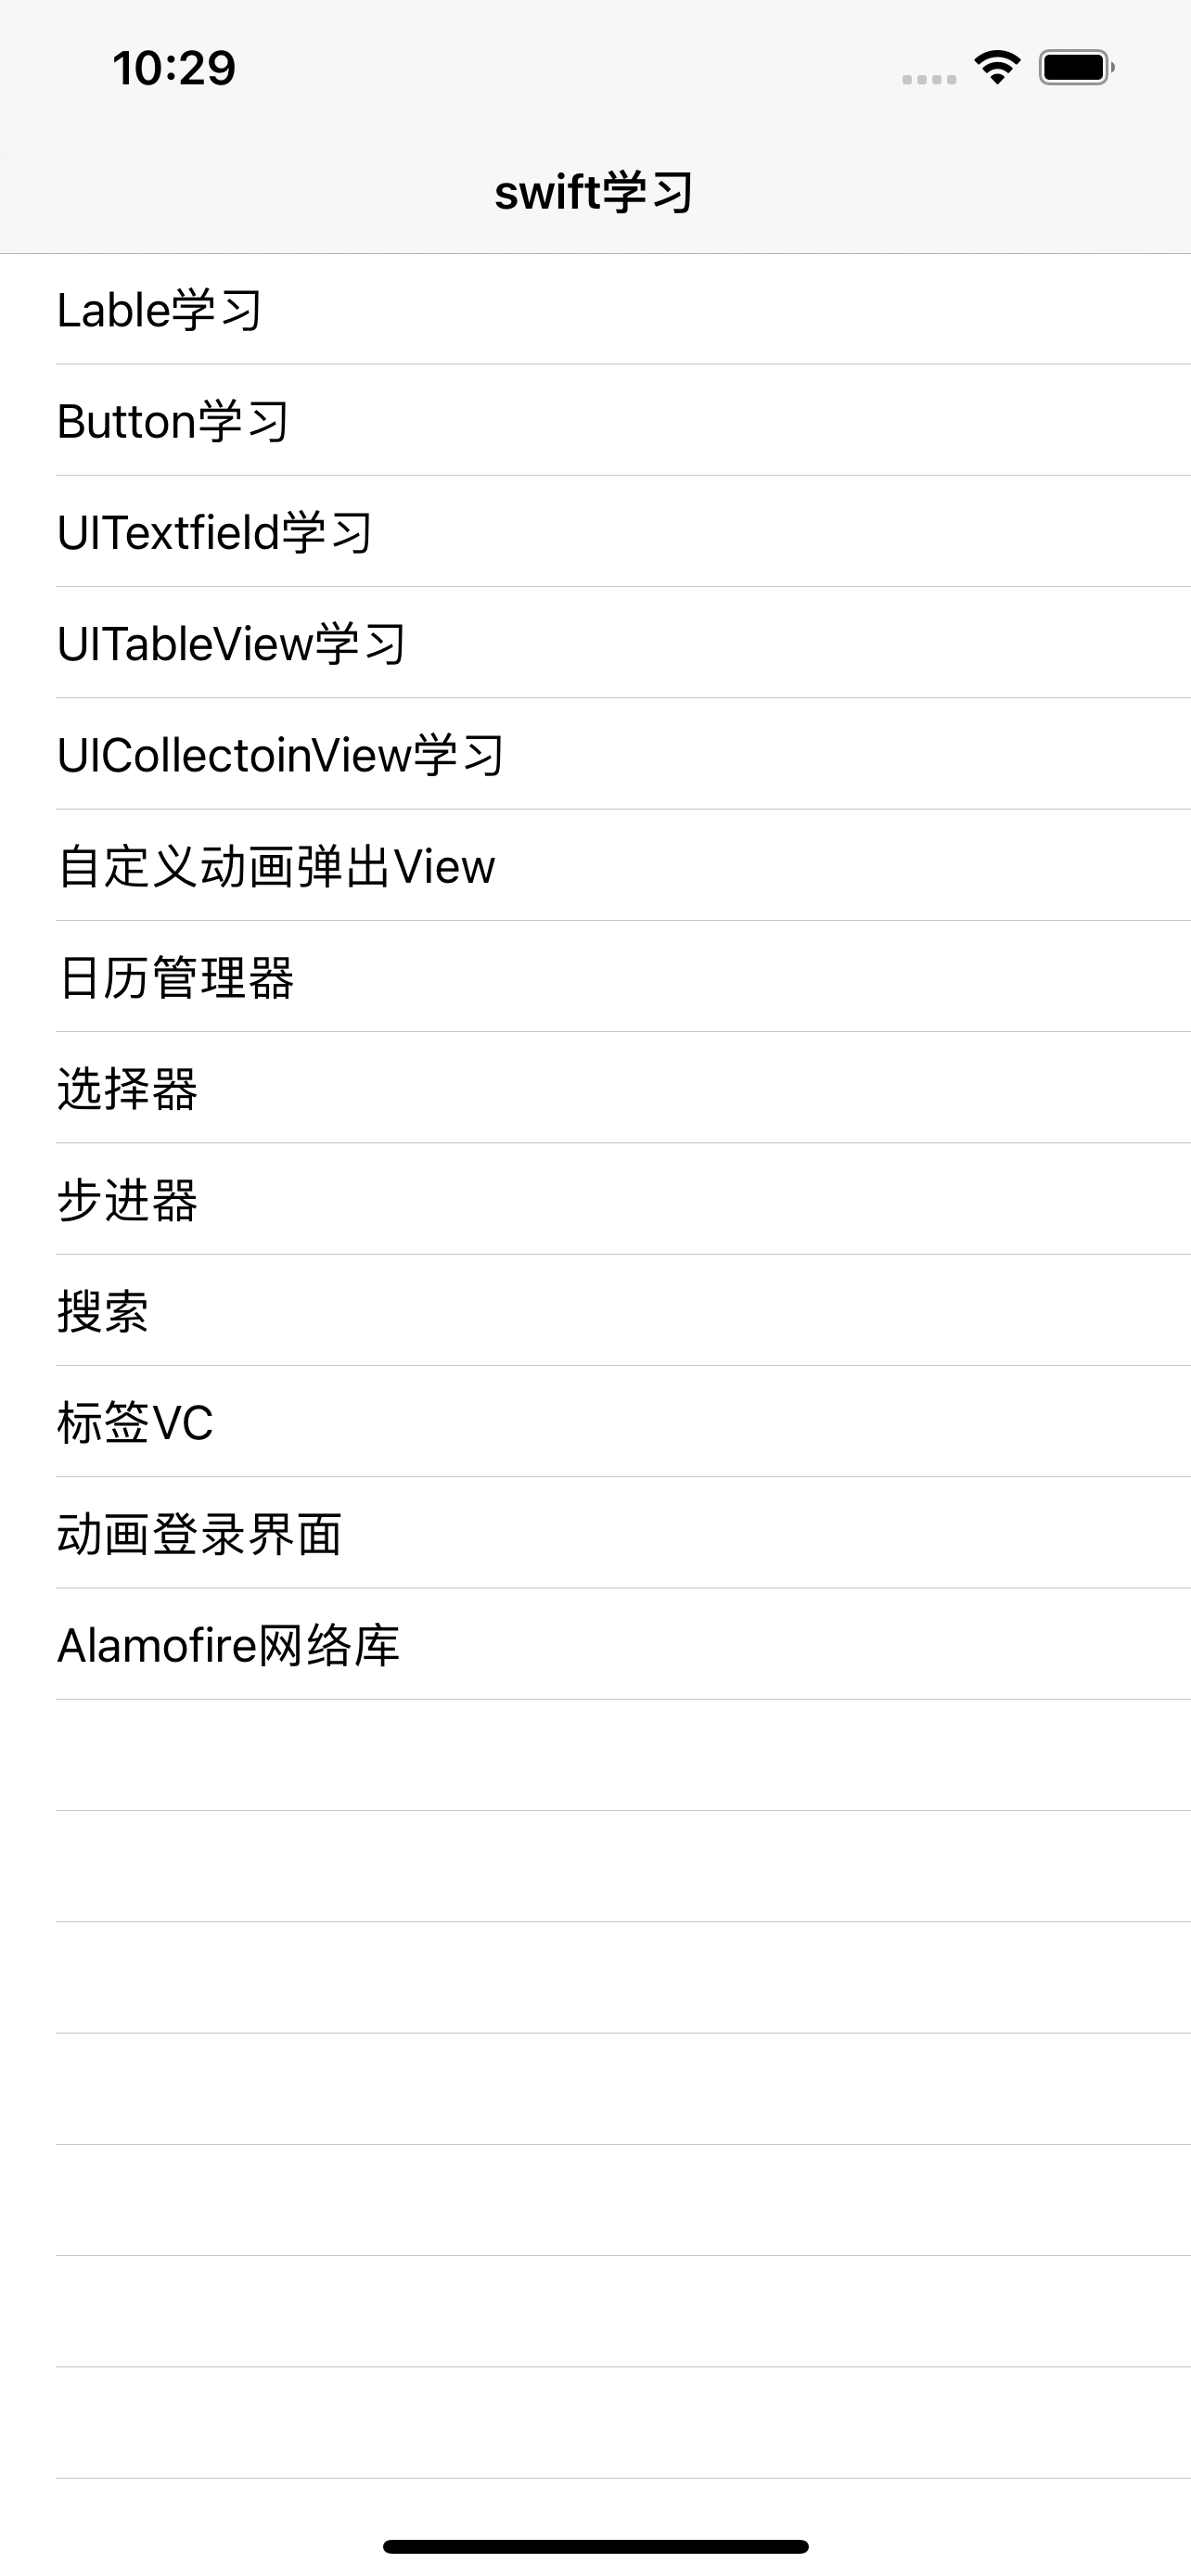 10:29
swift学习
Lable学习
Button学习
UITextfield学习
UITableView学习
UICollectoinView学习
自定义动画弹出View
日历管理器
选择器
步进器
搜索
标签VC
动画登录界面
Alamofire网络库